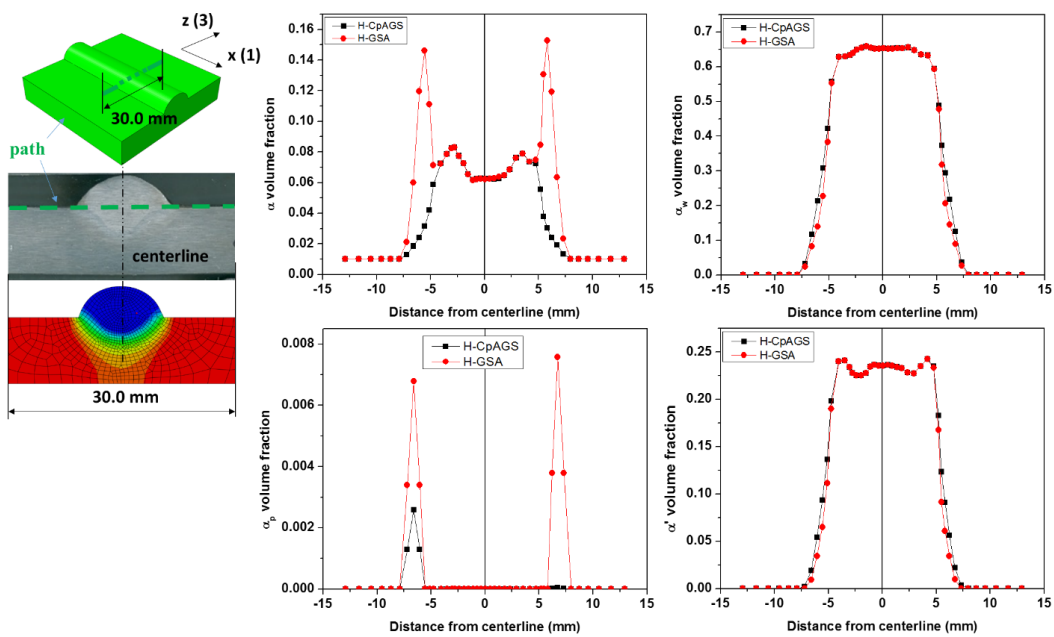 z (3)
x (1)
30.0 mm
path
centerline
30.0 mm
H-CpAGS
H-GSA
α volume fraction
0.16
0.14
0.12
0.10
0.08
0.06
0.04
0.02
0.00
-15 -10 -5 0 5 10 15
Distance from centerline (mm)
H-CpAGS
H-GSA
αw volume fraction
0.7
0.6
0.5
0.4
0.3
0.2
0.1
0.0
-15 -10 -5 0 5 10 15
Distance from centerline (mm)
H-CpAGS
H-GSA
αp volume fraction
0.008
0.006
0.004
0.002
0.000
-15 -10 -5 0 5 10 15
Distance from centerline (mm)
H-CpAGS
H-GSA
α' volume fraction
0.25
0.20
0.15
0.10
0.05
0.00
-15 -10 -5 0 5 10 15
Distance from centerline (mm)